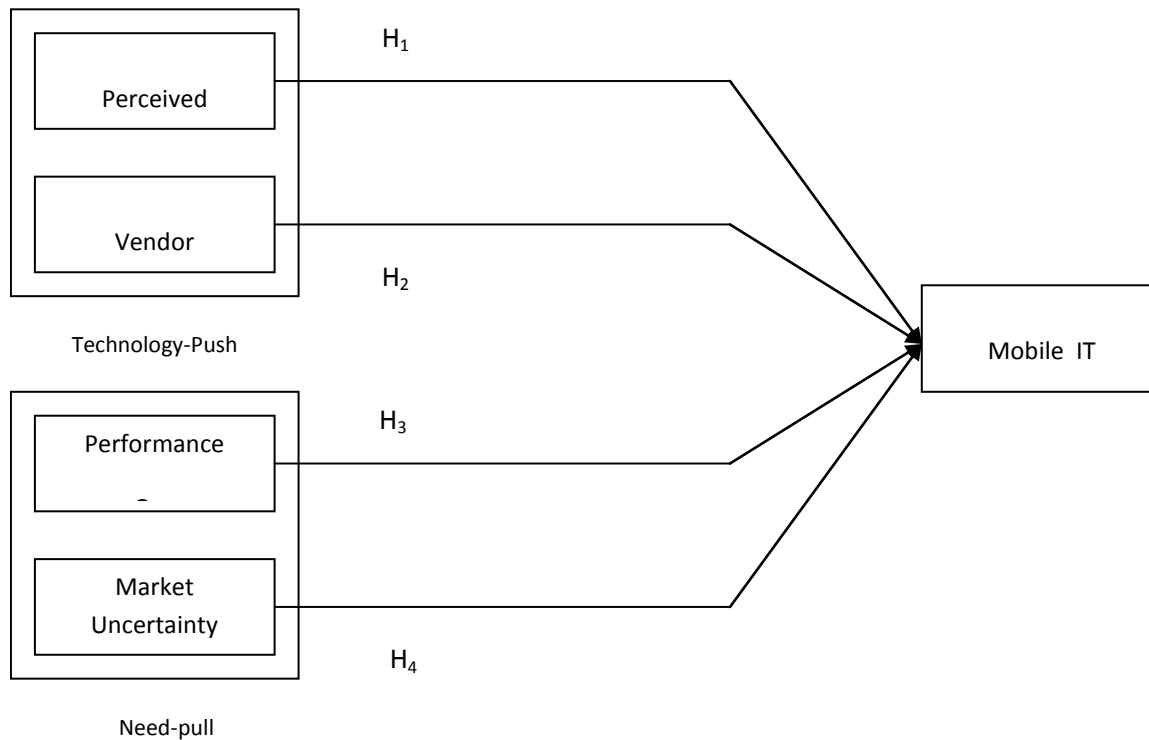 H₁
Perceived
Vendor
H₂
Technology-Push
Mobile IT
H₃
Performance
Market
Uncertainty
H₄
Need-pull